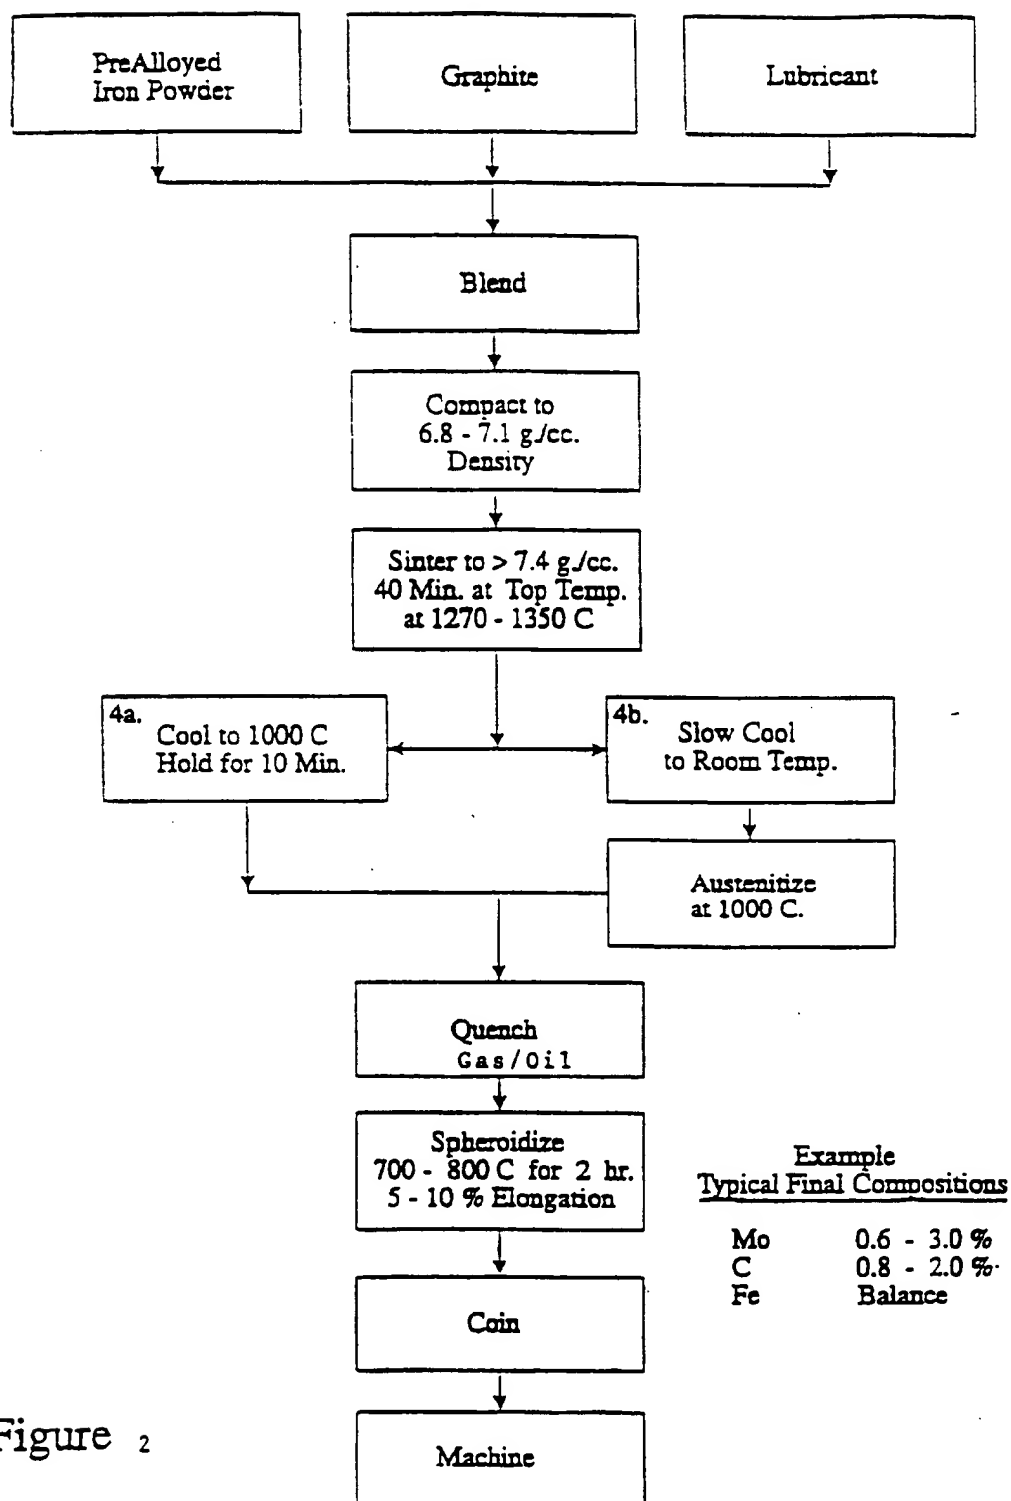 PreAlloyed
Iron Powder
Graphite
Lubricant
Blend
Compact to
6.8 - 7.1 g./cc.
Density
Sinter to > 7.4 g./cc.
40 Min. at Top Temp.
at 1270 - 1350 C
4a.
Cool to 1000 C
Hold for 10 Min.
4b.
Slow Cool
to Room Temp.
Austenitize
at 1000 C.
Quench
Gas/Oil
Spheroidize
700 - 800 C for 2 hr.
5 - 10 % Elongation
Example
Typical Final Compositions
Mo 0.6 - 3.0 %
C 0.8 - 2.0 %
Fe Balance
Coin
Machine
Figure 2